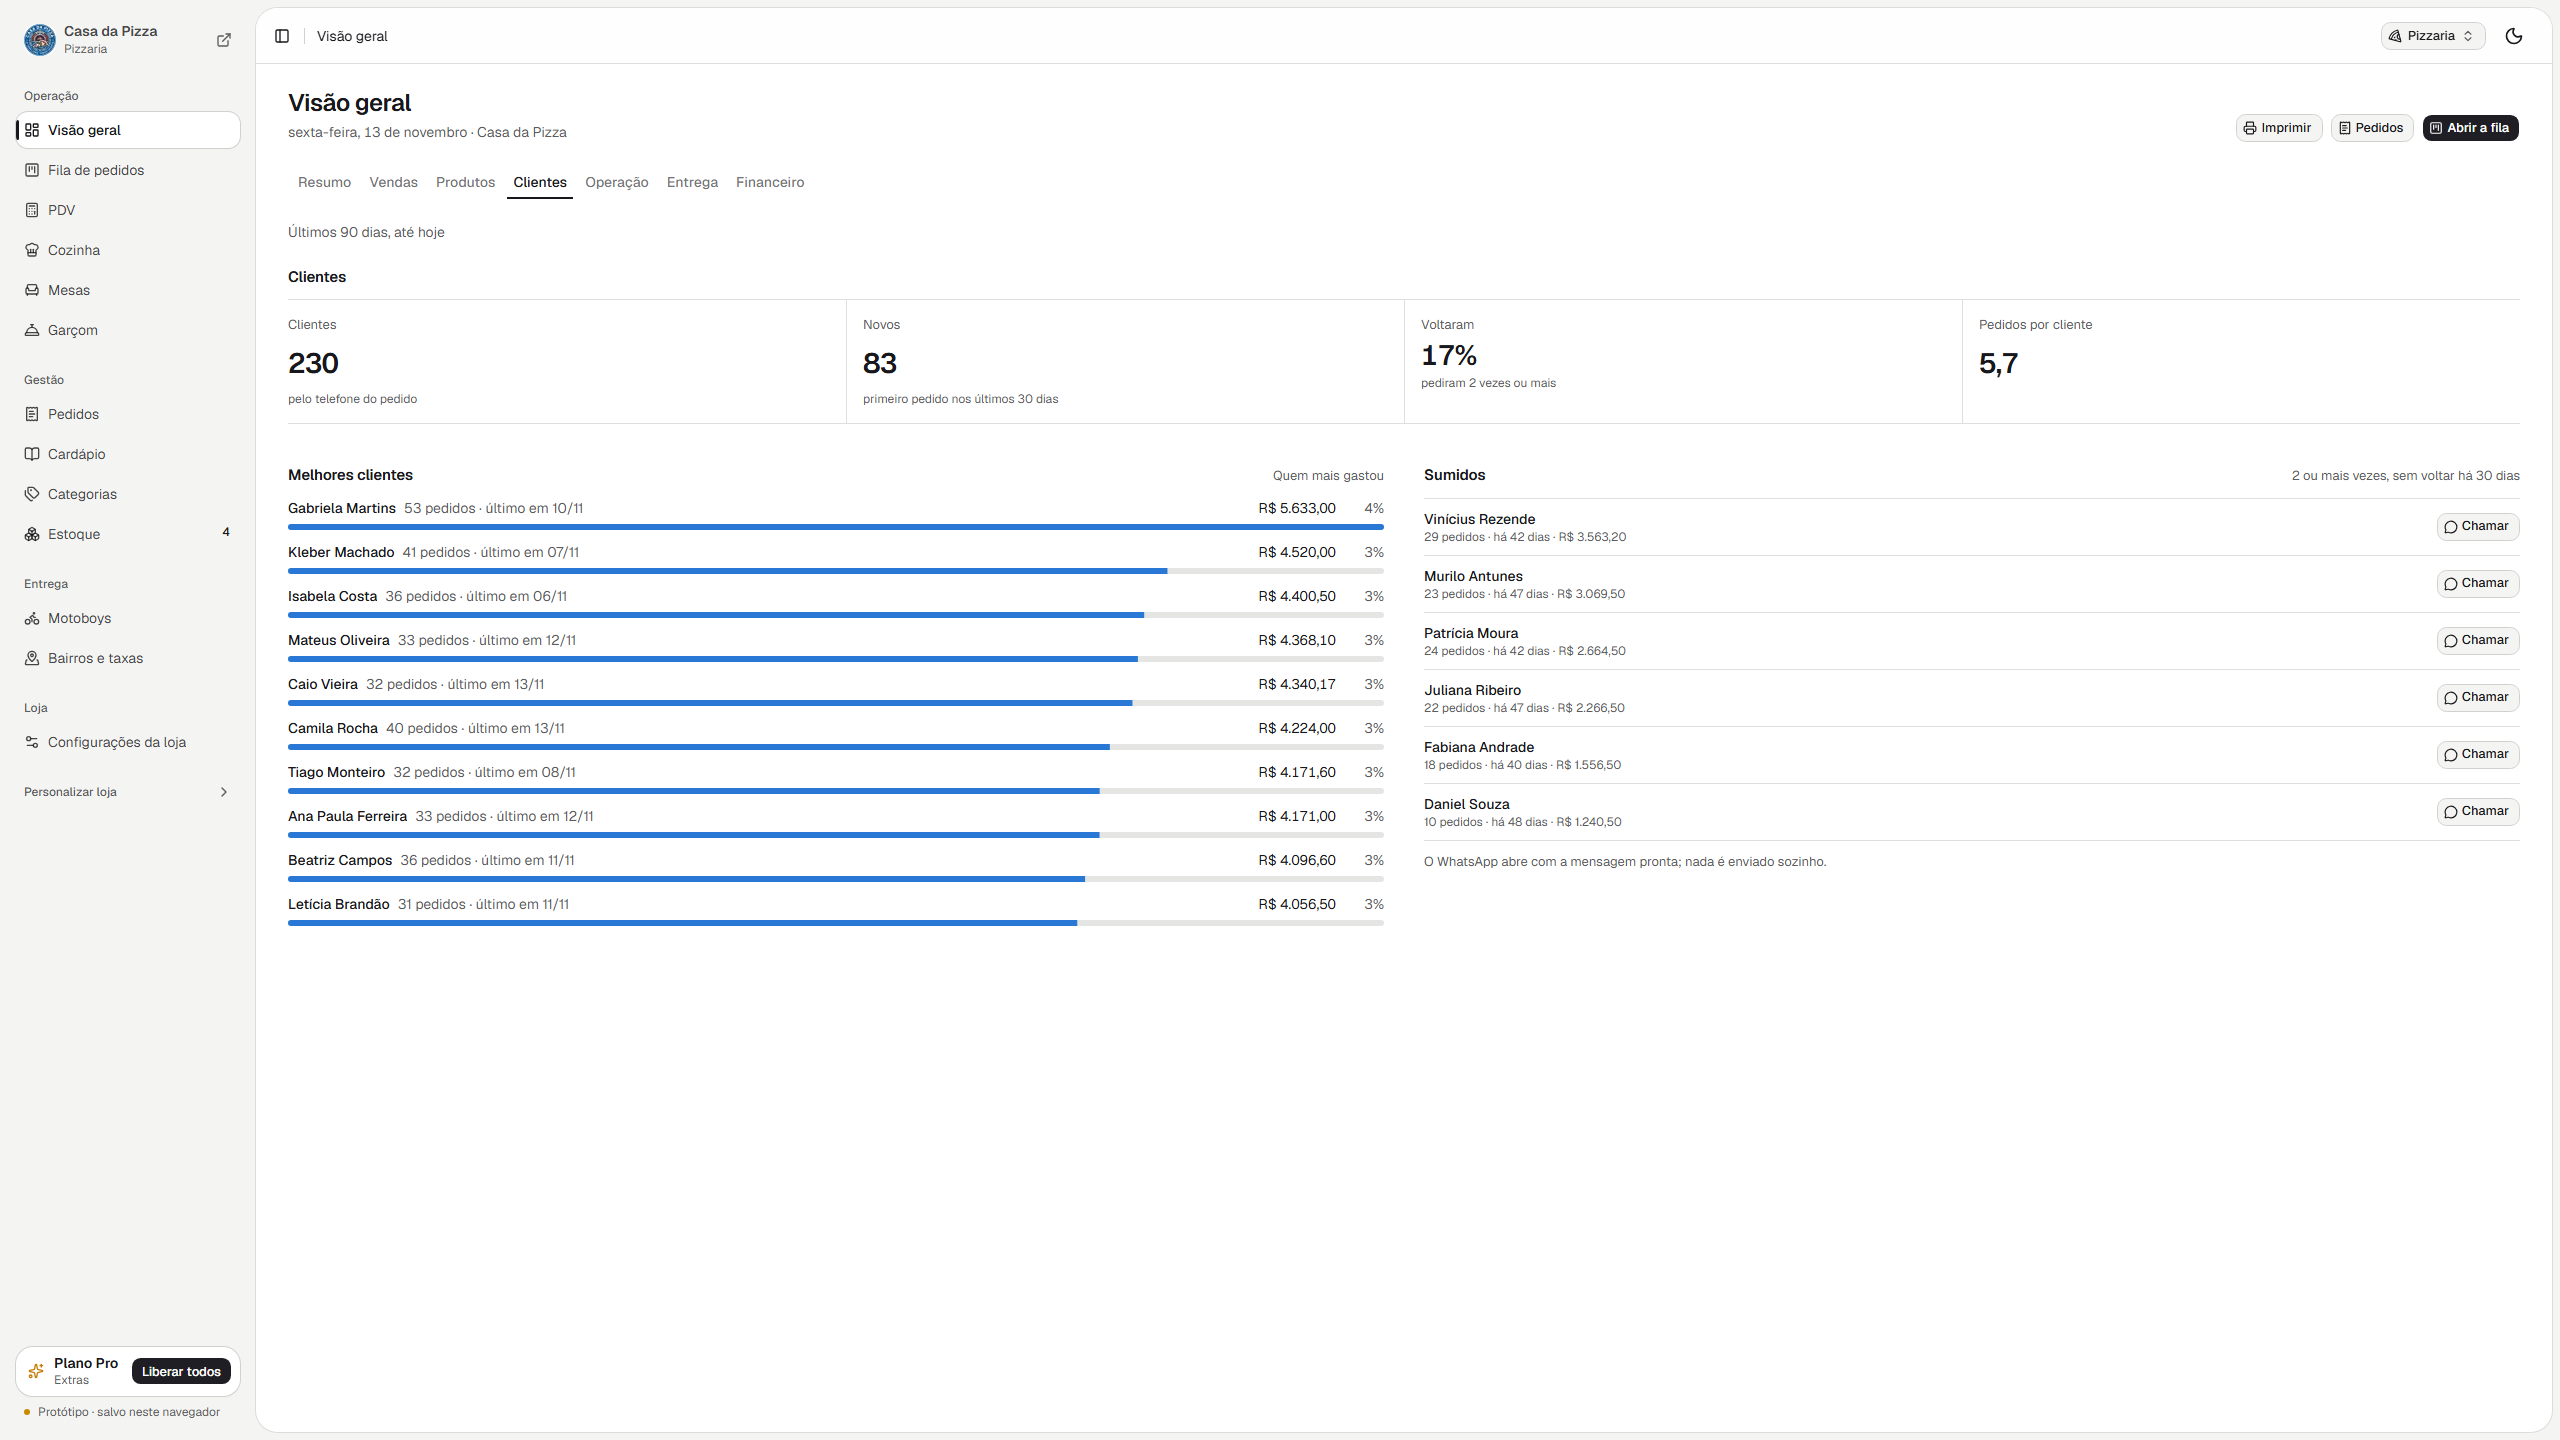 Casa da Pizza
Pizzaria
Operação
Visão geral
Fila de pedidos
PDV
Cozinha
Mesas
Garçom
Gestão
Pedidos
Cardápio
Categorias
Estoque 4
Entrega
Motoboys
Bairros e taxas
Loja
Configurações da loja
Personalizar loja
Plano Pro
Extras
Liberar todos
Protótipo · salvo neste navegador
Visão geral
Pizzaria
Visão geral
sexta-feira, 13 de novembro · Casa da Pizza
Imprimir Pedidos Abrir a fila
Resumo Vendas Produtos Clientes Operação Entrega Financeiro
Últimos 90 dias, até hoje
Clientes
Clientes
230
pelo telefone do pedido
Novos
83
primeiro pedido nos últimos 30 dias
Voltaram
17%
pediram 2 vezes ou mais
Pedidos por cliente
5,7
Melhores clientes Quem mais gastou
Gabriela Martins 53 pedidos · último em 10/11 R$ 5.633,00 4%
Kleber Machado 41 pedidos · último em 07/11 R$ 4.520,00 3%
Isabela Costa 36 pedidos · último em 06/11 R$ 4.400,50 3%
Mateus Oliveira 33 pedidos · último em 12/11 R$ 4.368,10 3%
Caio Vieira 32 pedidos · último em 13/11 R$ 4.340,17 3%
Camila Rocha 40 pedidos · último em 13/11 R$ 4.224,00 3%
Tiago Monteiro 32 pedidos · último em 08/11 R$ 4.171,60 3%
Ana Paula Ferreira 33 pedidos · último em 12/11 R$ 4.171,00 3%
Beatriz Campos 36 pedidos · último em 11/11 R$ 4.096,60 3%
Letícia Brandão 31 pedidos · último em 11/11 R$ 4.056,50 3%
Sumidos 2 ou mais vezes, sem voltar há 30 dias
Vinícius Rezende
29 pedidos · há 42 dias · R$ 3.563,20
Chamar
Murilo Antunes
23 pedidos · há 47 dias · R$ 3.069,50
Chamar
Patrícia Moura
24 pedidos · há 42 dias · R$ 2.664,50
Chamar
Juliana Ribeiro
22 pedidos · há 47 dias · R$ 2.266,50
Chamar
Fabiana Andrade
18 pedidos · há 40 dias · R$ 1.556,50
Chamar
Daniel Souza
10 pedidos · há 48 dias · R$ 1.240,50
Chamar
O WhatsApp abre com a mensagem pronta; nada é enviado sozinho.